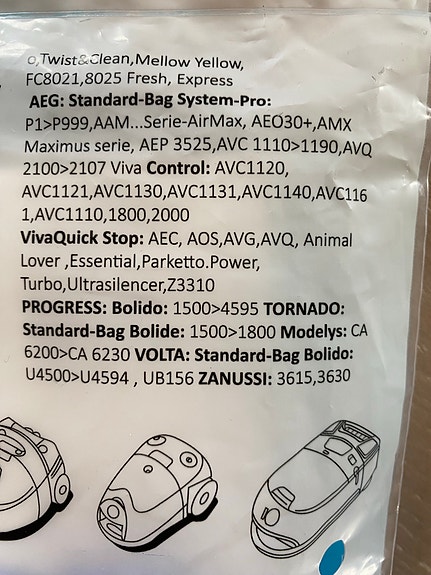 o,Twist&Clean,Mellow Yellow,
FC8021,8025 Fresh, Express
AEG: Standard-Bag System-Pro:
P1>P999,AAM...Serie-AirMax, AEO30+,AMX
Maximus serie, AEP 3525,AVC 1110>1190,AVQ
2100>2107 Viva Control: AVC1120,
AVC1121,AVC1130,AVC1131,AVC1140,AVC116
1,AVC1110,1800,2000
VivaQuick Stop: AEC, AOS,AVG,AVQ, Animal
Lover ,Essential,Parketto.Power,
Turbo,Ultrasilencer,Z3310
PROGRESS: Bolido: 1500>4595 TORNADO:
Standard-Bag Bolide: 1500>1800 Modelys: CA
6200>CA 6230 VOLTA: Standard-Bag Bolido:
U4500>U4594 , UB156 ZANUSSI: 3615,3630